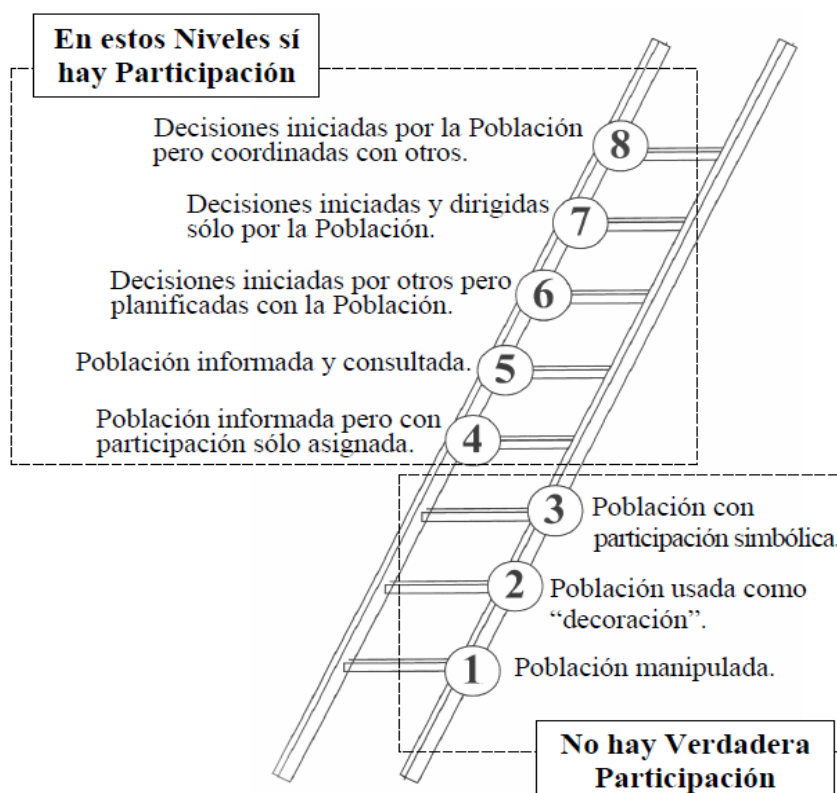 En estos Niveles sí
hay Participación
Decisiones iniciadas por la Población
pero coordinadas con otros.
8
Decisiones iniciadas y dirigidas
sólo por la Población.
7
Decisiones iniciadas por otros pero
planificadas con la Población.
6
Población informada y consultada.
5
Población informada pero con
participación sólo asignada.
4
3
Población con
participación simbólica.
2
Población usada como
“decoración”.
1
Población manipulada.
No hay Verdadera
Participación